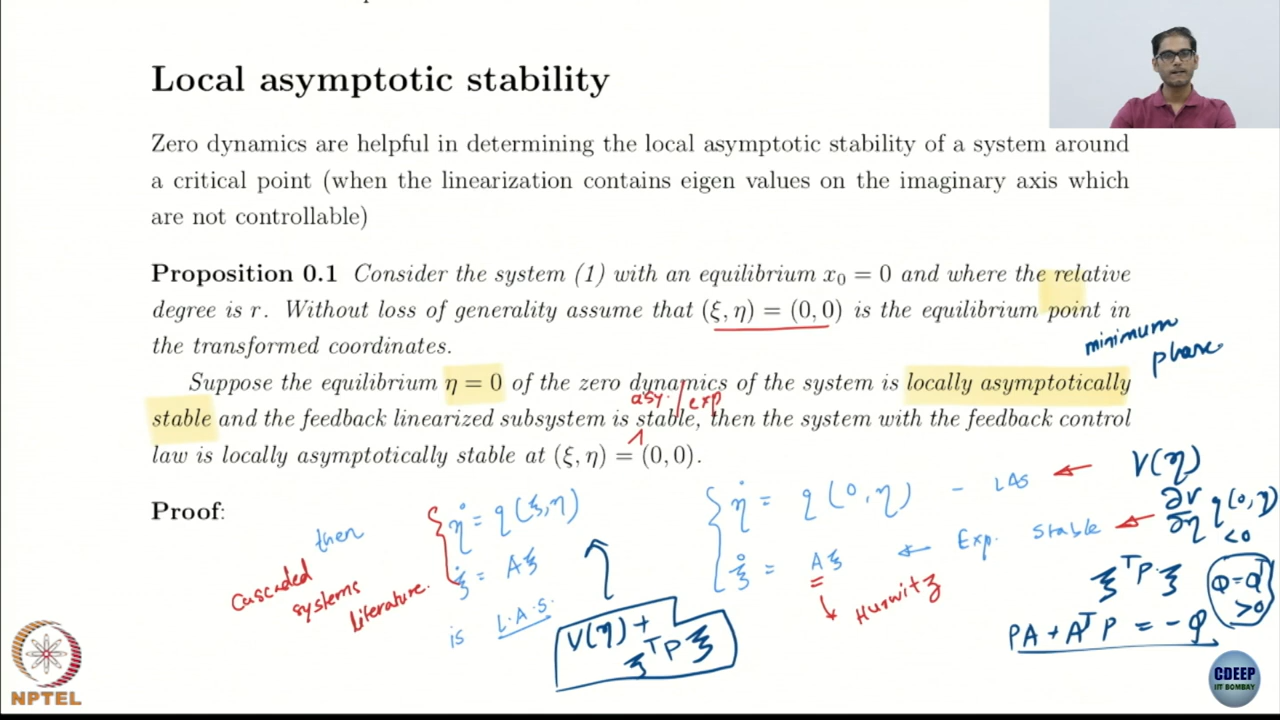 Local asymptotic stability
Zero dynamics are helpful in determining the local asymptotic stability of a system around
a critical point (when the linearization contains eigen values on the imaginary axis which
are not controllable)
Proposition 0.1 Consider the system (1) with an equilibrium x₀ = 0 and where the relative
degree is r. Without loss of generality assume that (ξ, η) = (0, 0) is the equilibrium point in
the transformed coordinates.
minimum
phase
Suppose the equilibrium η = 0 of the zero dynamics of the system is locally asymptotically
asy./exp
stable and the feedback linearized subsystem is stable, then the system with the feedback control
law is locally asymptotically stable at (ξ, η) = (0, 0).
Proof:
then
η̇ = q(ξ,η)
ξ̇ = Aξ
is L.A.S.
Cascaded
systems
literature.
V(η) +
ξᵀPξ
η̇ = q(0,η) - LAS
ξ̇ = Aξ ← Exp. Stable
Hurwitz
V(η)
∂V/∂η q(0,η)
<0
ξᵀPξ
Q=Qᵀ
>0
PA + AᵀP = -Q
NPTEL
CDEEP
IIT BOMBAY